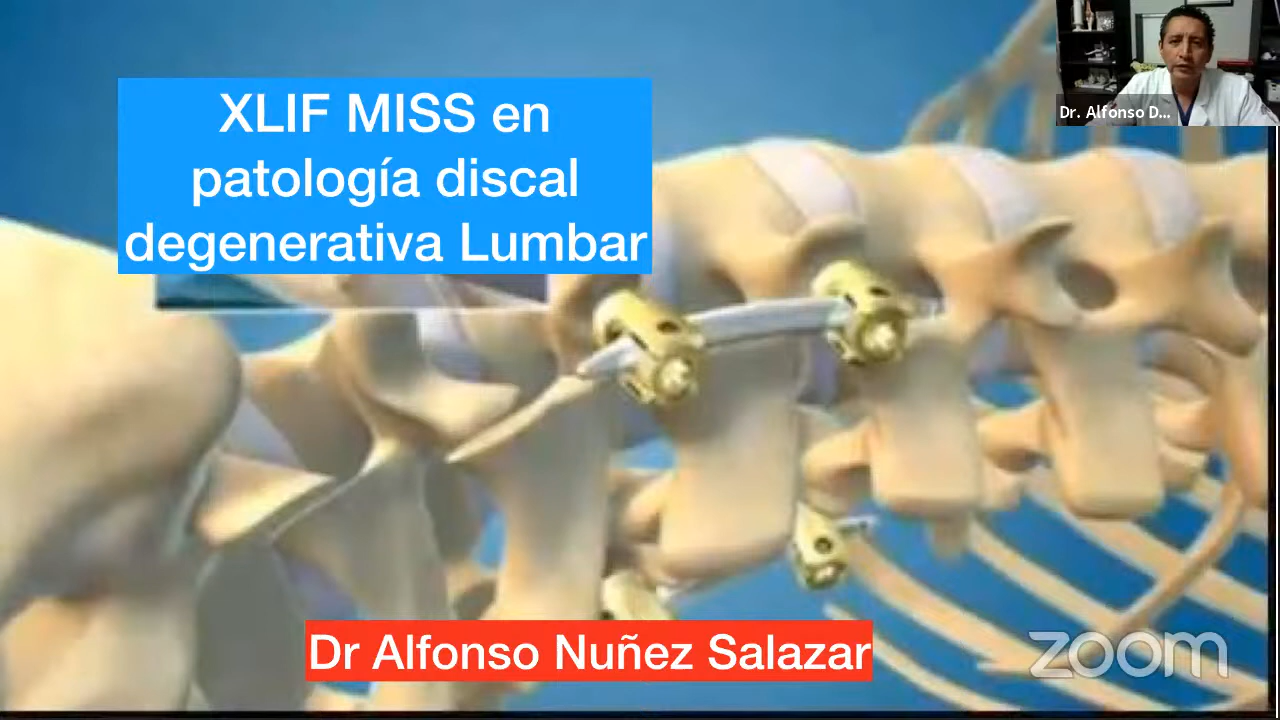 XLIF MISS en
patología discal
degenerativa Lumbar
Dr. Alfonso D...
Dr Alfonso Nuñez Salazar
zoom